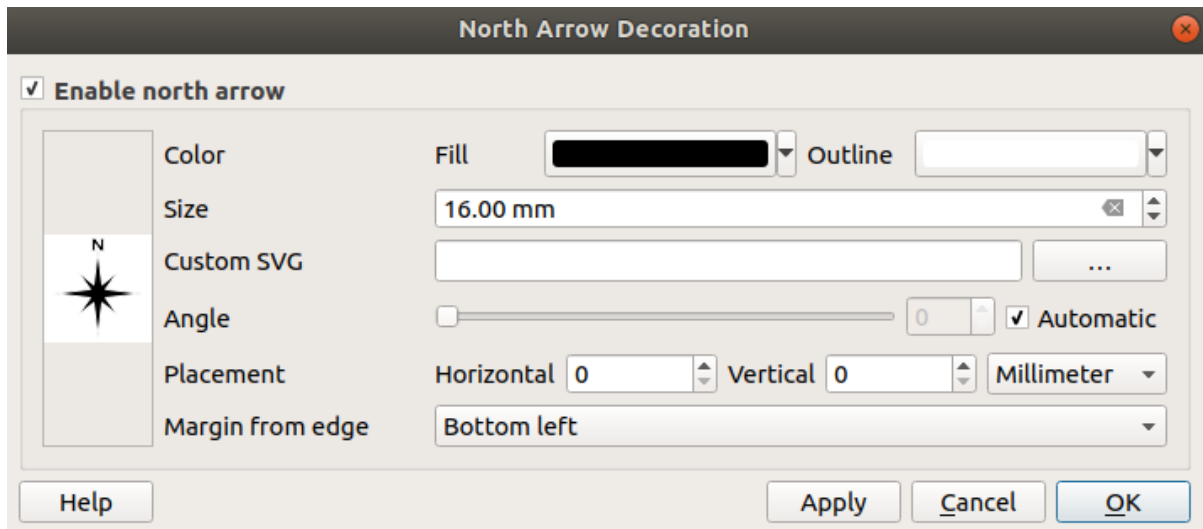 North Arrow Decoration
Enable north arrow
Color Fill Outline
Size 16.00 mm
N
Custom SVG ...
Angle 0 Automatic
Placement Horizontal 0 Vertical 0 Millimeter
Margin from edge Bottom left
Help Apply Cancel OK